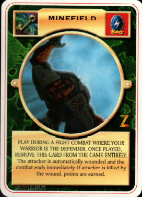 MINEFIELD
PLAY DURING A FIGHT COMBAT WHERE YOUR
WARRIOR IS THE DEFENDER. ONCE PLAYED,
REMOVE THIS CARD FROM THE GAME ENTIRELY.
The attacker is automatically wounded and the
combat ends immediately. If attacker is killed by
the wound, points are earned.